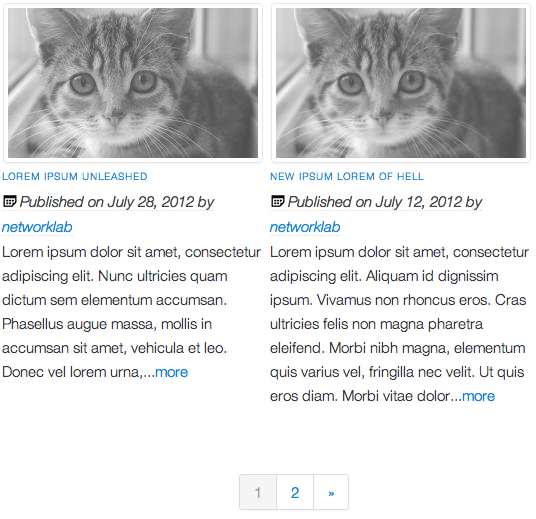 LOREM IPSUM UNLEASHED
Published on July 28, 2012 by
networklab
Lorem ipsum dolor sit amet, consectetur
adipiscing elit. Nunc ultricies quam
dictum sem elementum accumsan.
Phasellus augue massa, mollis in
accumsan sit amet, vehicula et leo.
Donec vel lorem urna,...more
NEW IPSUM LOREM OF HELL
Published on July 12, 2012 by
networklab
Lorem ipsum dolor sit amet, consectetur
adipiscing elit. Aliquam id dignissim
ipsum. Vivamus non rhoncus eros. Cras
ultricies felis non magna pharetra
eleifend. Morbi nibh magna, elementum
quis varius vel, fringilla nec velit. Ut quis
eros diam. Morbi vitae dolor...more
1 2 »